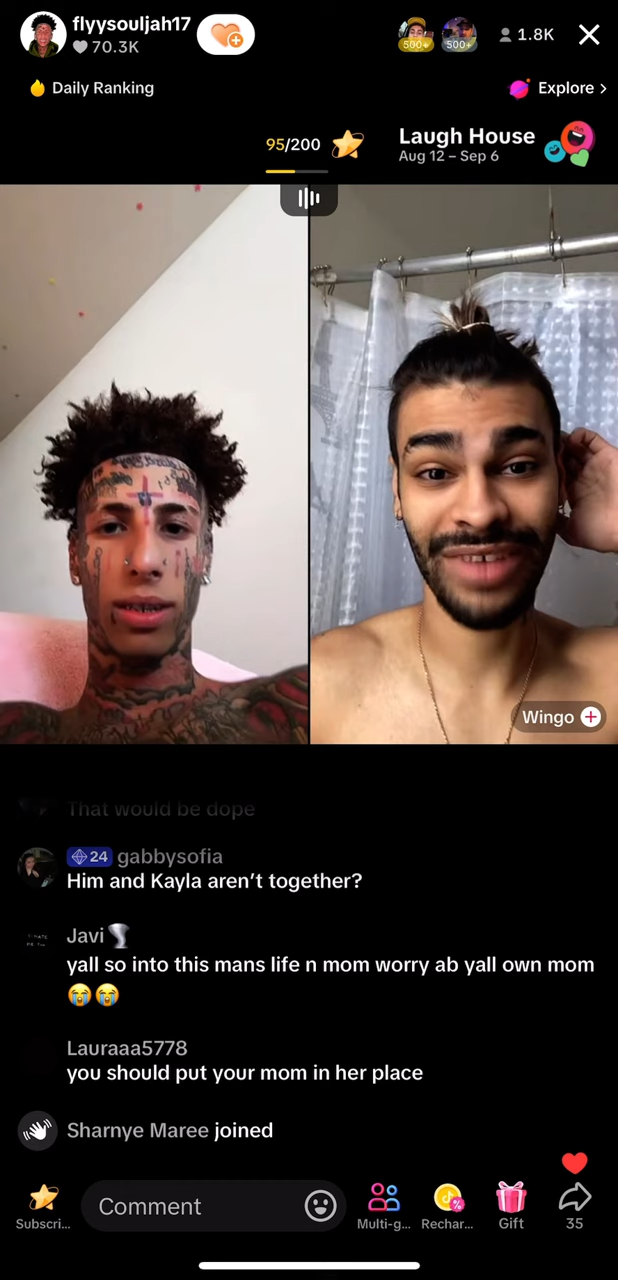 flyysouljah17
70.3K
500+
500+
1.8K
Daily Ranking
Explore >
95/200
Laugh House
Aug 12 – Sep 6
Wingo +
That would be dope
24 gabbysofia
Him and Kayla aren't together?
Javi
yall so into this mans life n mom worry ab yall own mom
😭😭
Lauraaa5778
you should put your mom in her place
Sharnye Maree joined
Comment
Subscri...
Multi-g...
Rechar...
Gift
35